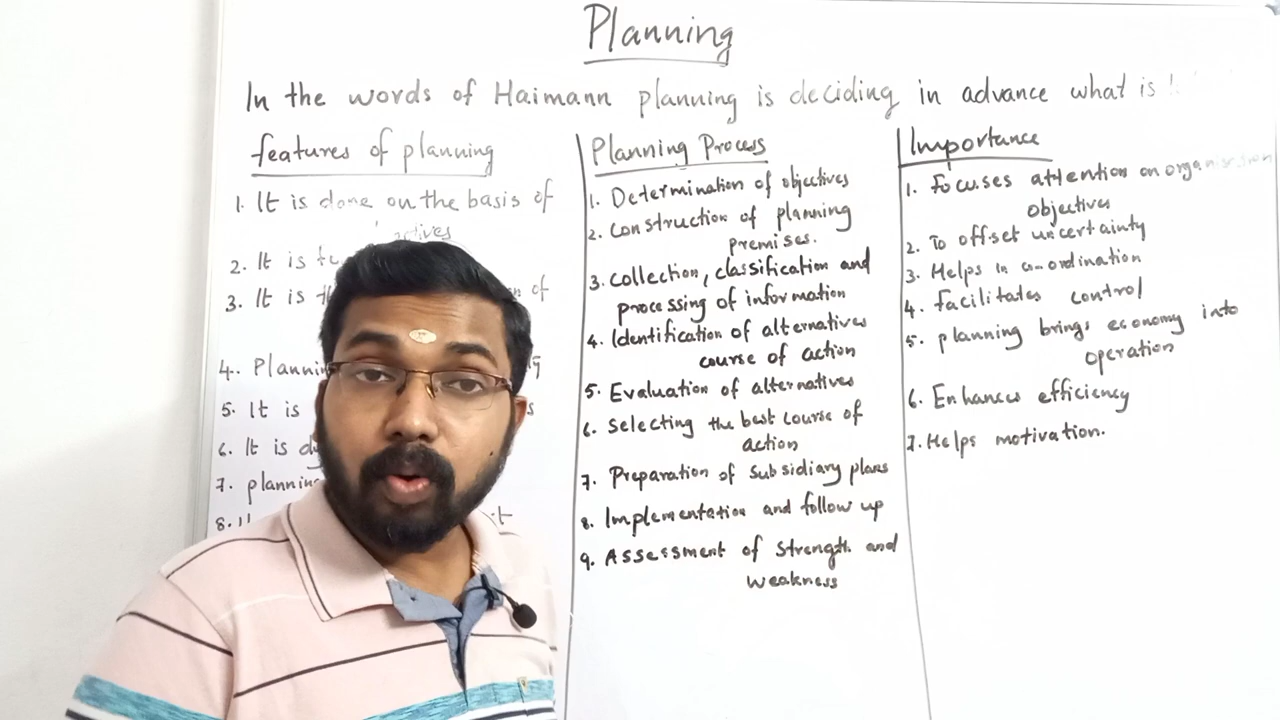 Planning
In the words of Haimann planning is deciding in advance what is
features of planning
1. It is done on the basis of
2. It is
3. It is
of
4. Plannin
5. It is
6. It is dy
7. planning
8.
it
Planning Process
1. Determination of objectives
2. Construction of planning
premises.
3. Collection, classification and
processing of information
4. Identification of alternatives
course of action
5. Evaluation of alternatives
6. Selecting the best course of
action
7. Preparation of Subsidiary plans
8. Implementation and follow up
9. Assessment of Strength and
weakness
Importance
1. Focuses attention on organisation
objectives
2. To offset uncertainty
3. Helps in co-ordination
4. facilitates control
5. planning brings economy into
operation
6. Enhances efficiency
7. Helps motivation.